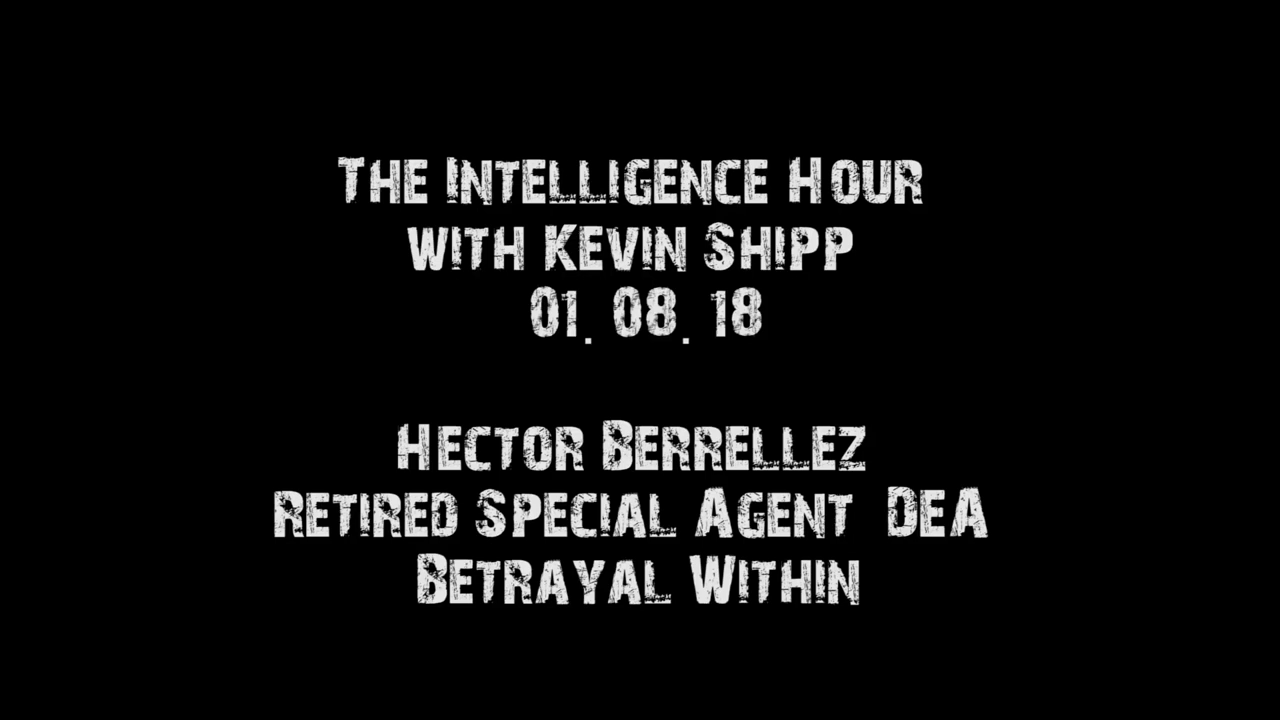 The Intelligence Hour
with Kevin Shipp
01. 08. 18
Hector Berrellez
Retired Special Agent DeA
Betrayal Within